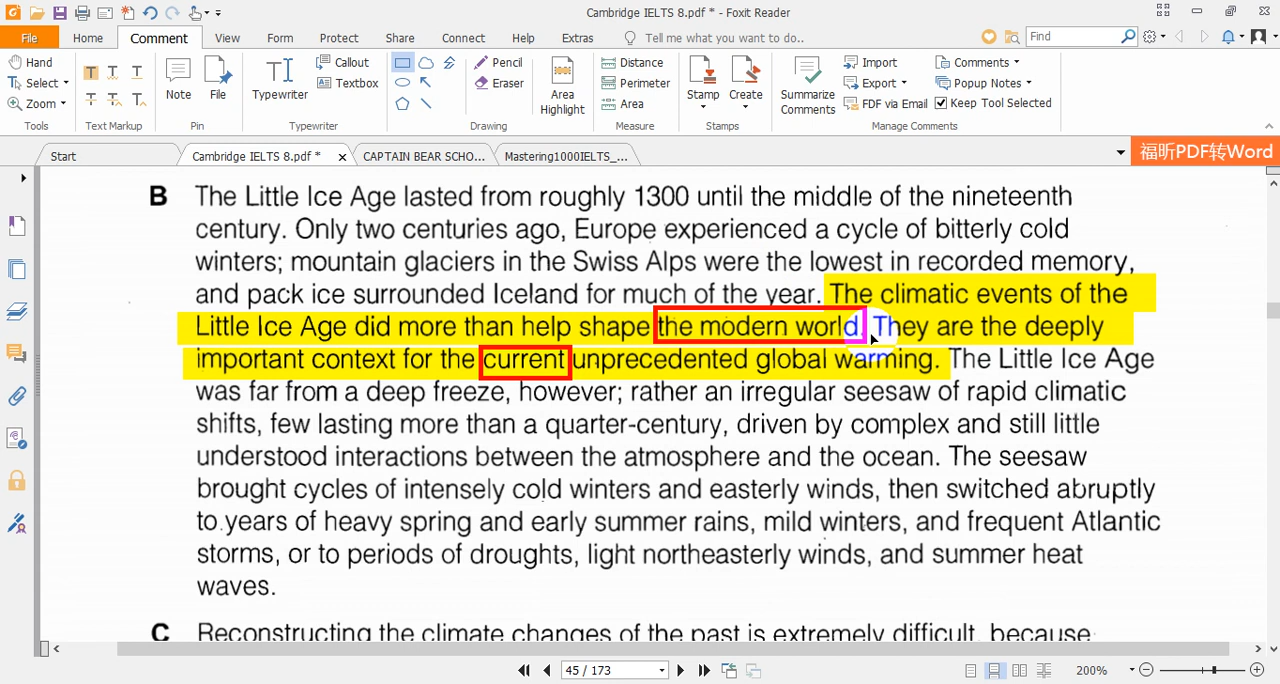 Cambridge IELTS 8.pdf * - Foxit Reader
File Home Comment View Form Protect Share Connect Help Extras Tell me what you want to do.. Find
Hand
Select
Zoom
Tools
Text Markup
Note
File
Pin
Typewriter
Callout
Textbox
Typewriter
Pencil
Eraser
Drawing
Area Highlight
Distance
Perimeter
Area
Measure
Stamp
Create
Stamps
Summarize Comments
Import
Export
FDF via Email
Comments
Popup Notes
Keep Tool Selected
Manage Comments
Start
Cambridge IELTS 8.pdf *
CAPTAIN BEAR SCHO...
Mastering1000IELTS_...
福昕PDF转Word
B The Little Ice Age lasted from roughly 1300 until the middle of the nineteenth
century. Only two centuries ago, Europe experienced a cycle of bitterly cold
winters; mountain glaciers in the Swiss Alps were the lowest in recorded memory,
and pack ice surrounded Iceland for much of the year. The climatic events of the
Little Ice Age did more than help shape the modern world. They are the deeply
important context for the current unprecedented global warming. The Little Ice Age
was far from a deep freeze, however; rather an irregular seesaw of rapid climatic
shifts, few lasting more than a quarter-century, driven by complex and still little
understood interactions between the atmosphere and the ocean. The seesaw
brought cycles of intensely cold winters and easterly winds, then switched abruptly
to years of heavy spring and early summer rains, mild winters, and frequent Atlantic
storms, or to periods of droughts, light northeasterly winds, and summer heat
waves.
C Reconstructing the climate changes of the past is extremely difficult, because
45 / 173
200%